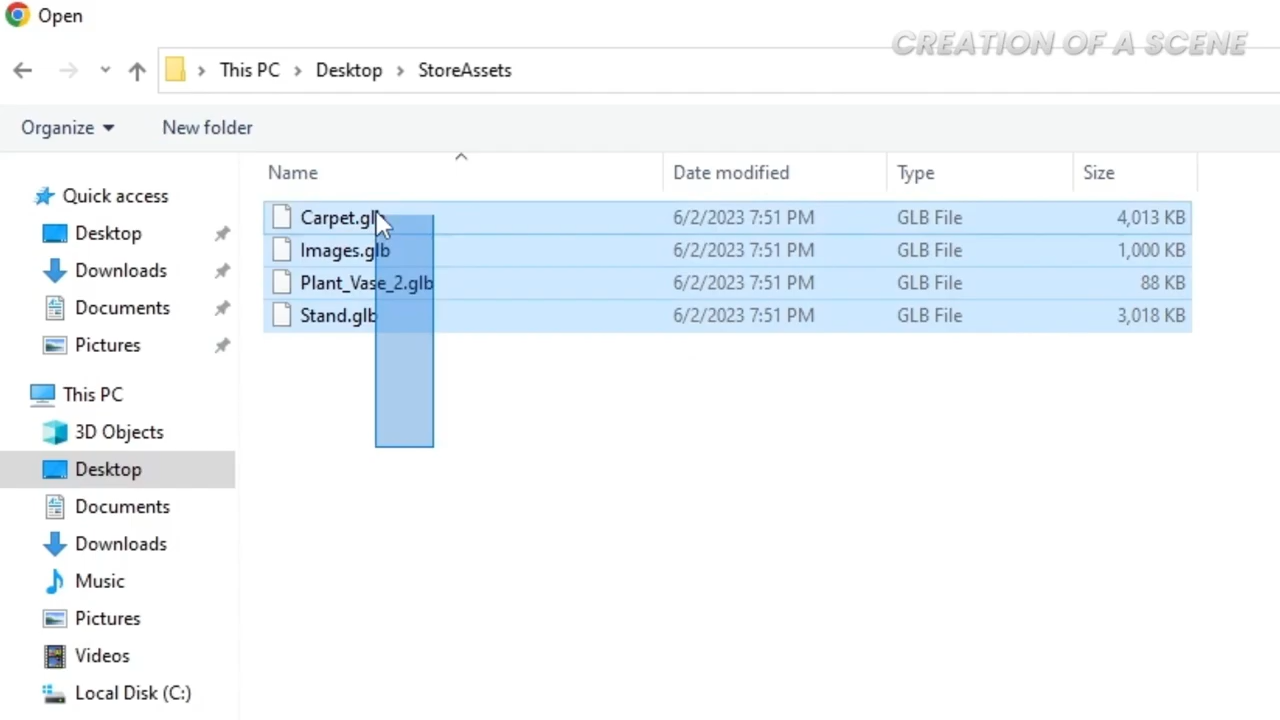 Open
CREATION OF A SCENE
This PC > Desktop > StoreAssets
Organize New folder
Name Date modified Type Size
Quick access
Desktop
Downloads
Documents
Pictures
This PC
3D Objects
Desktop
Documents
Downloads
Music
Pictures
Videos
Local Disk (C:)
Carpet.glb 6/2/2023 7:51 PM GLB File 4,013 KB
Images.glb 6/2/2023 7:51 PM GLB File 1,000 KB
Plant_Vase_2.glb 6/2/2023 7:51 PM GLB File 88 KB
Stand.glb 6/2/2023 7:51 PM GLB File 3,018 KB